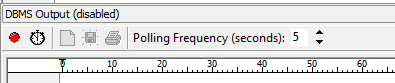 DBMS Output (disabled)
Polling Frequency (seconds): 5
0 10 20 30 40 50 60